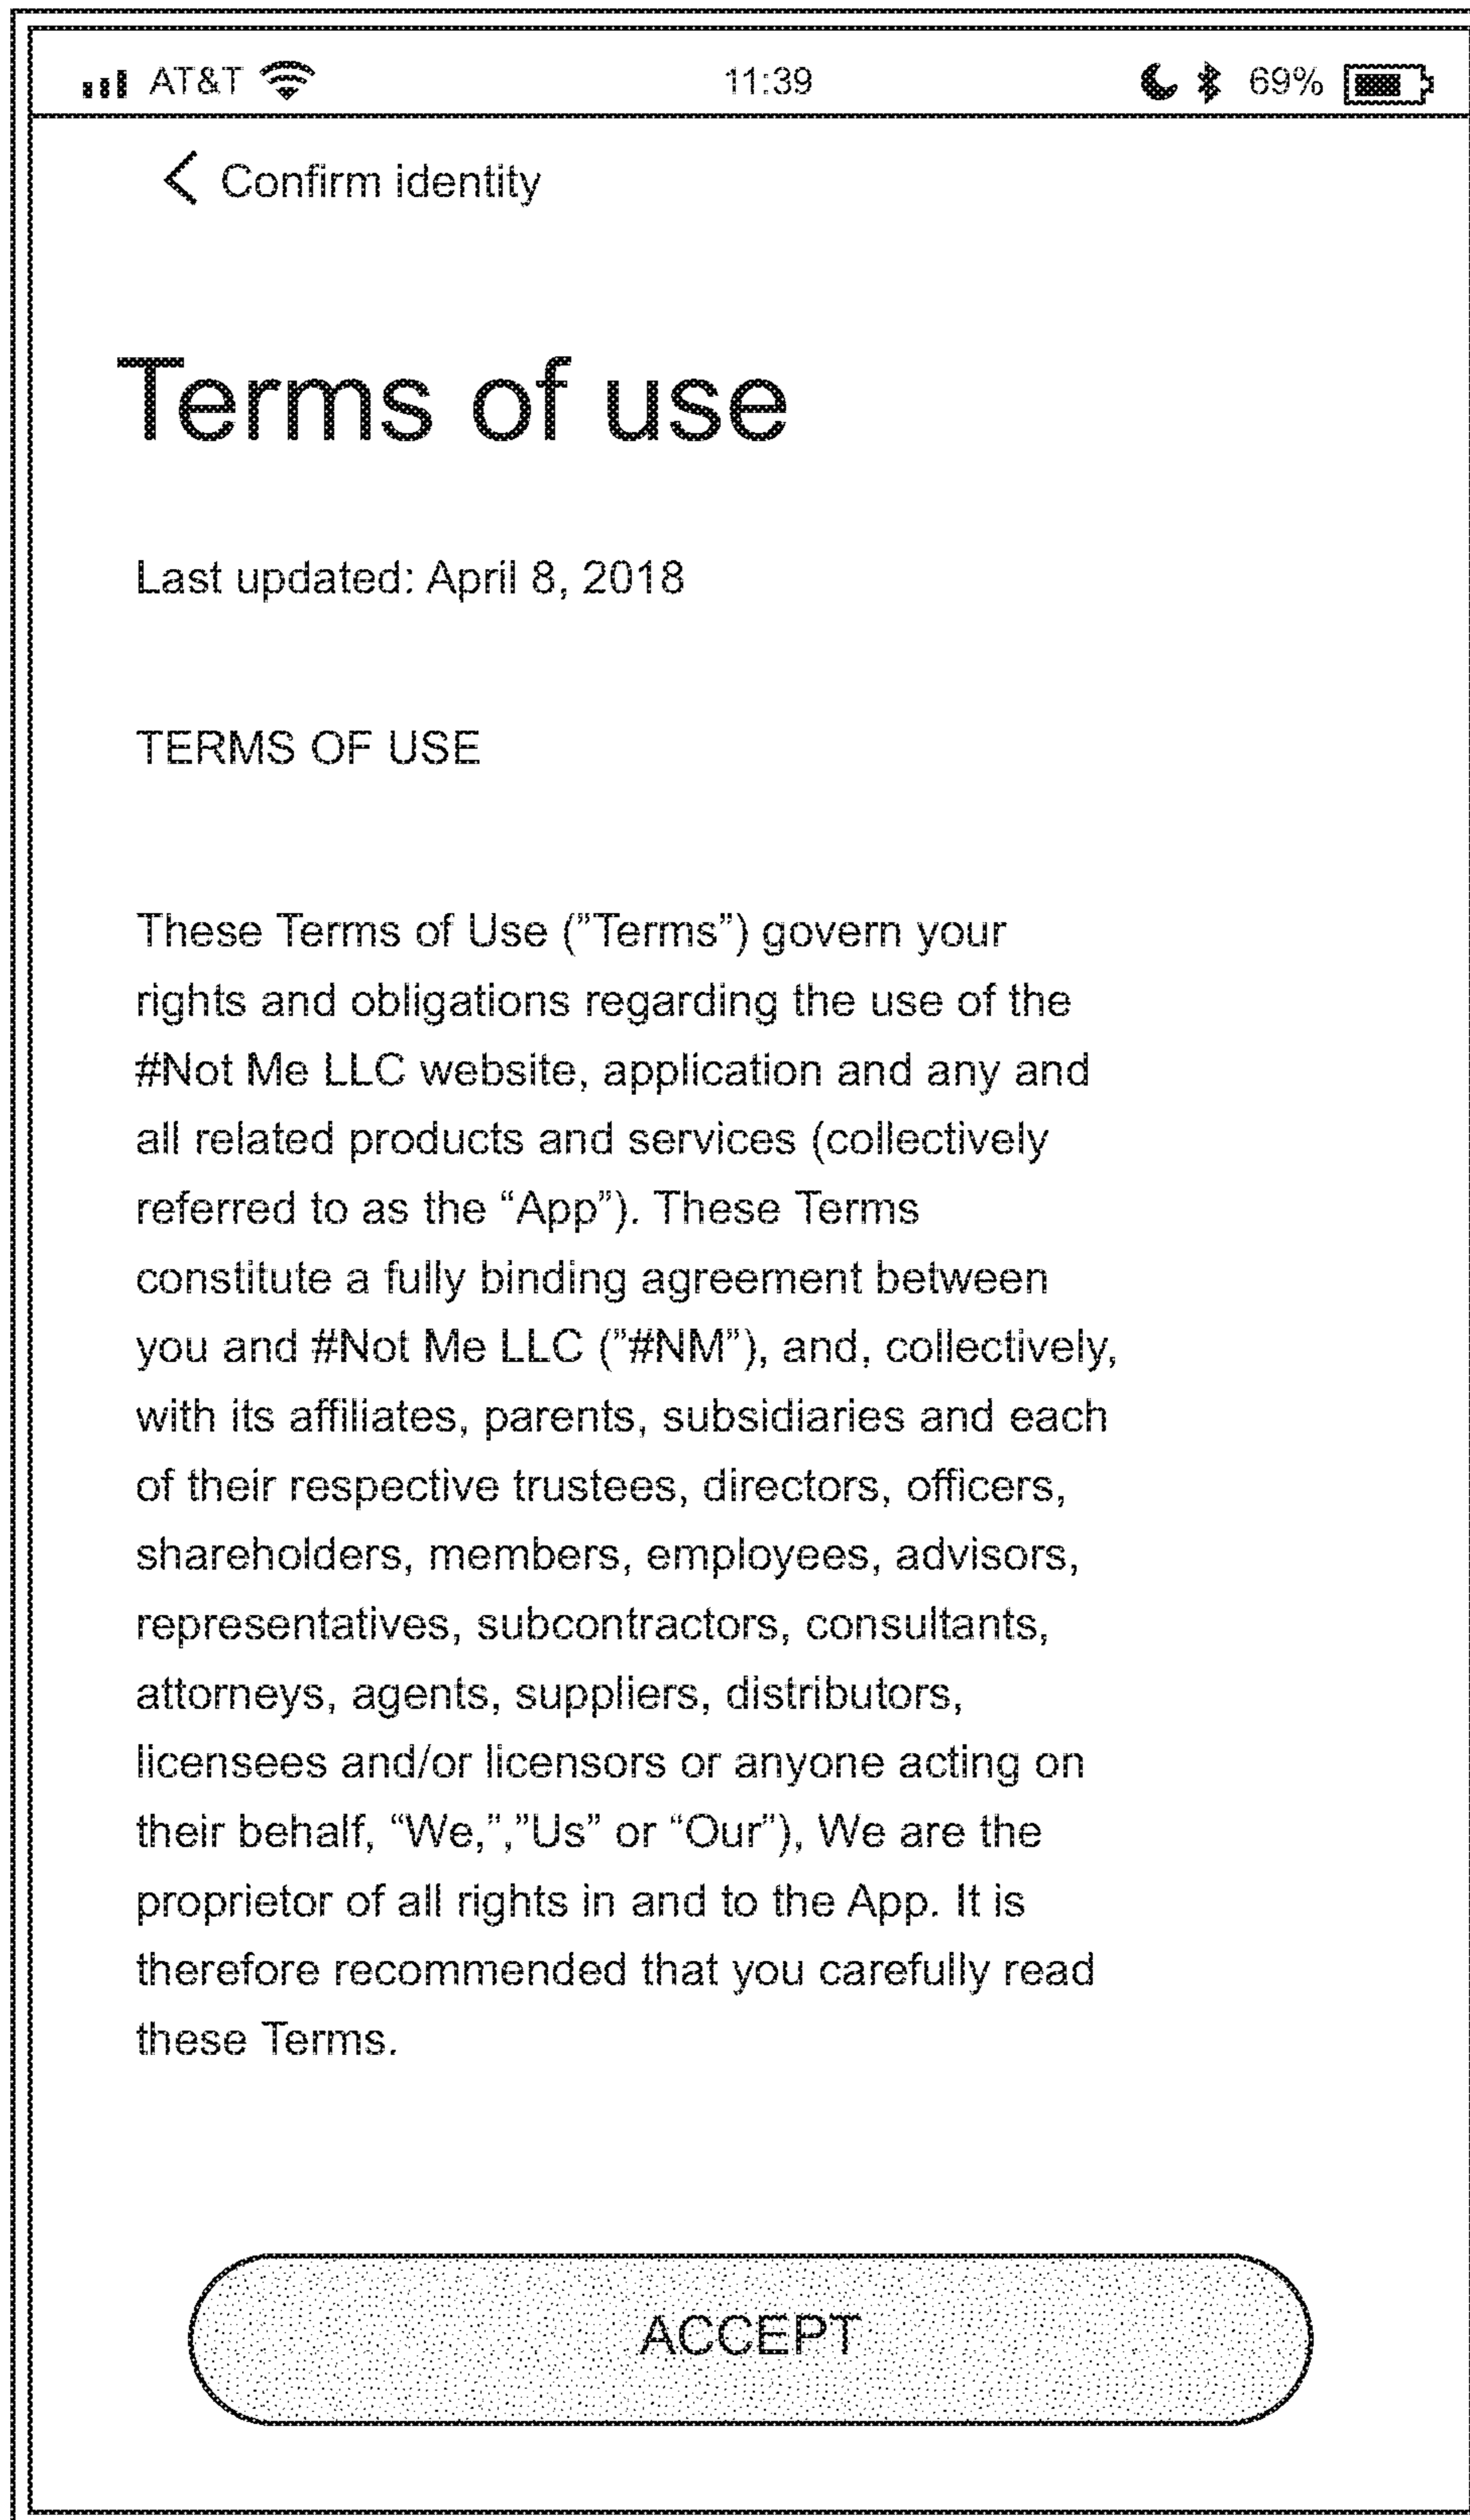 AT&T 11:39 69%
Confirm identity
Terms of use
Last updated: April 8, 2018
TERMS OF USE
These Terms of Use (”Terms”) govern your
rights and obligations regarding the use of the
#Not Me LLC website, application and any and
all related products and services (collectively
referred to as the “App”). These Terms
constitute a fully binding agreement between
you and #Not Me LLC (”#NM”), and, collectively,
with its affiliates, parents, subsidiaries and each
of their respective trustees, directors, officers,
shareholders, members, employees, advisors,
representatives, subcontractors, consultants,
attorneys, agents, suppliers, distributors,
licensees and/or licensors or anyone acting on
their behalf, “We,”,”Us” or “Our”), We are the
proprietor of all rights in and to the App. It is
therefore recommended that you carefully read
these Terms.
ACCEPT